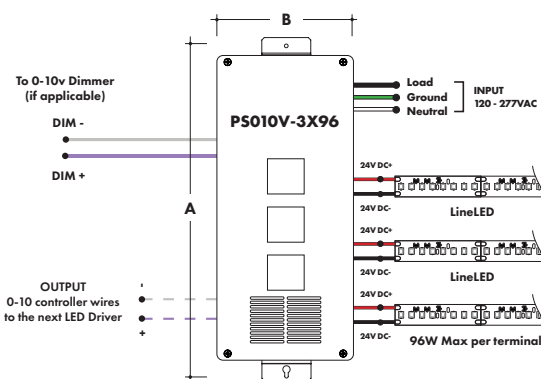 B
A
To 0-10v Dimmer
(if applicable)
DIM -
DIM +
PS010V-3X96
Load
Ground
Neutral
INPUT
120 - 277VAC
24V DC+
24V DC-
LineLED
24V DC+
24V DC-
LineLED
24V DC+
24V DC-
96W Max per terminal
OUTPUT
0-10 controller wires
to the next LED Driver
-
+